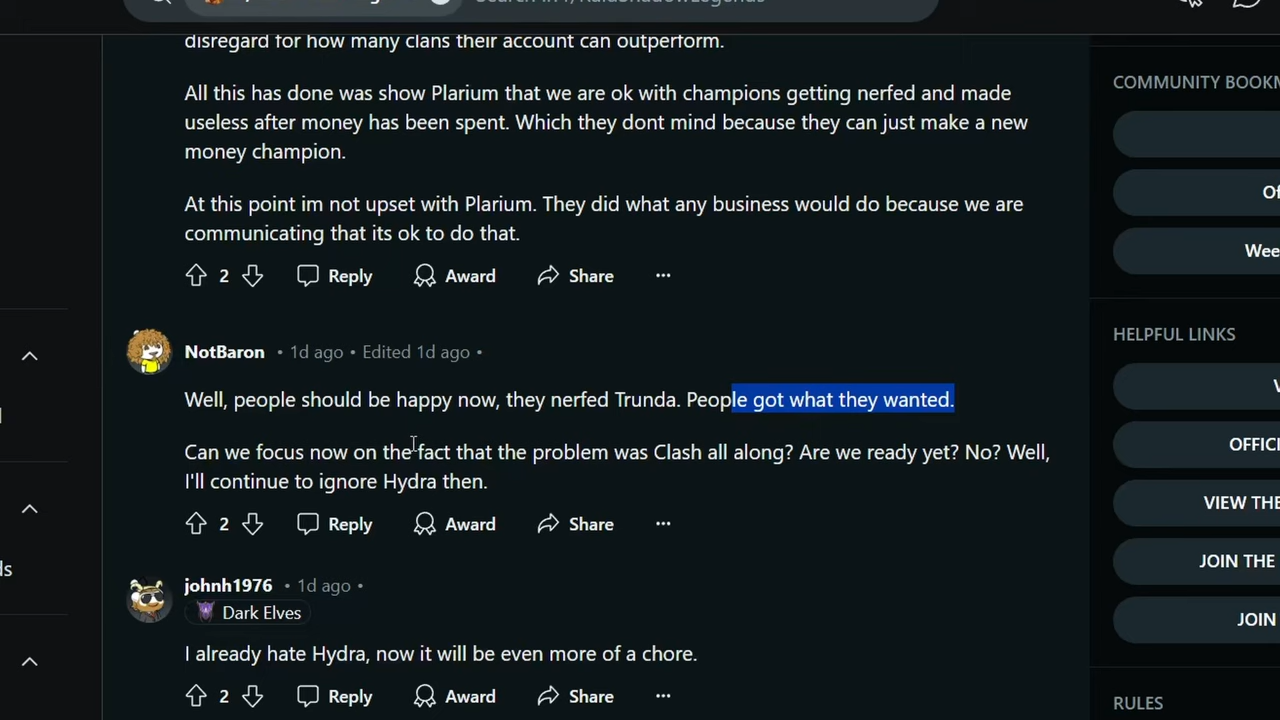 disregard for how many clans their account can outperform.
COMMUNITY BOOKM
All this has done was show Plarium that we are ok with champions getting nerfed and made
useless after money has been spent. Which they dont mind because they can just make a new
money champion.
At this point im not upset with Plarium. They did what any business would do because we are
communicating that its ok to do that.
Of
Wee
2 Reply Award Share
HELPFUL LINKS
NotBaron • 1d ago • Edited 1d ago •
Well, people should be happy now, they nerfed Trunda. People got what they wanted.
Can we focus now on the fact that the problem was Clash all along? Are we ready yet? No? Well,
I'll continue to ignore Hydra then.
OFFICI
VIEW THE
2 Reply Award Share
JOIN THE
ds
johnh1976 • 1d ago •
Dark Elves
JOIN
I already hate Hydra, now it will be even more of a chore.
2 Reply Award Share
RULES